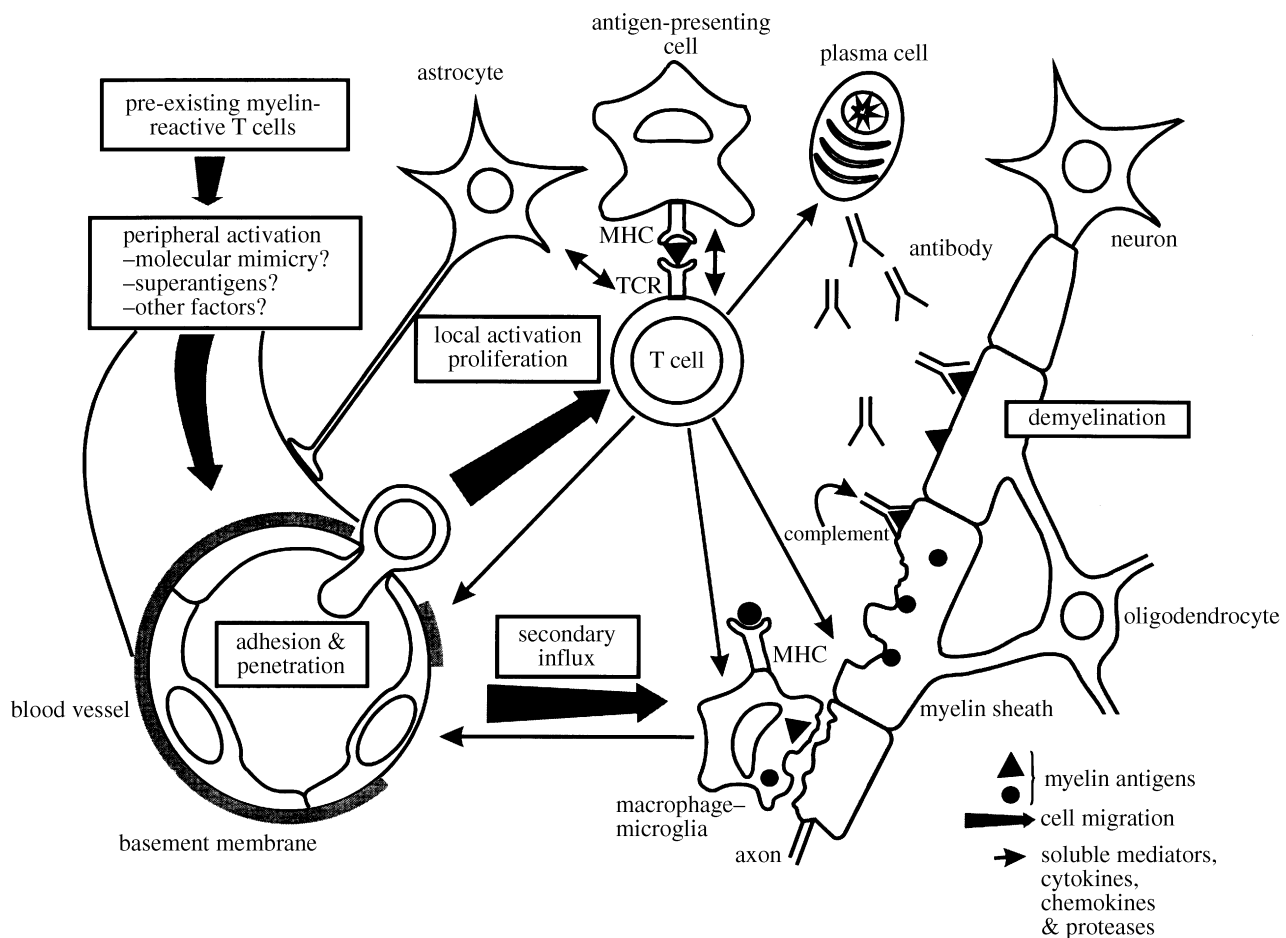 antigen-presenting
cell
plasma cell
astrocyte
pre-existing myelin-
reactive T cells
peripheral activation
–molecular mimicry?
–superantigens?
–other factors?
MHC
TCR
antibody
neuron
local activation
proliferation
T cell
demyelination
complement
adhesion &
penetration
secondary
influx
MHC
oligodendrocyte
blood vessel
myelin sheath
basement membrane
macrophage–
microglia
axon
myelin antigens
cell migration
soluble mediators,
cytokines,
chemokines
& proteases